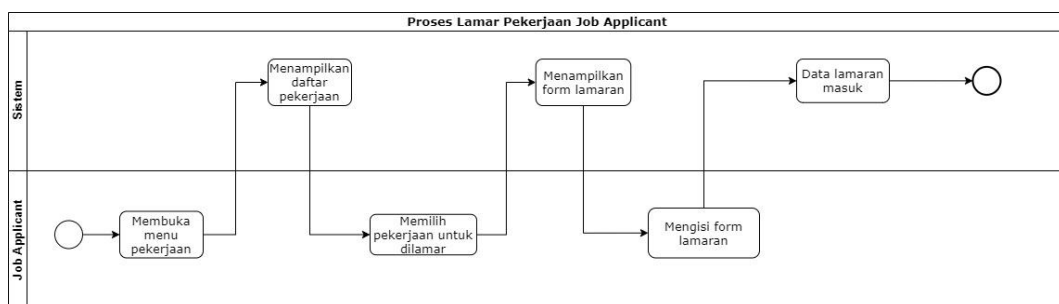 Proses Lamar Pekerjaan Job Applicant
Sistem
Menampilkan
daftar
pekerjaan
Menampilkan
form lamaran
Data lamaran
masuk
Job Applicant
Membuka
menu
pekerjaan
Memilih
pekerjaan untuk
dilamar
Mengisi form
lamaran